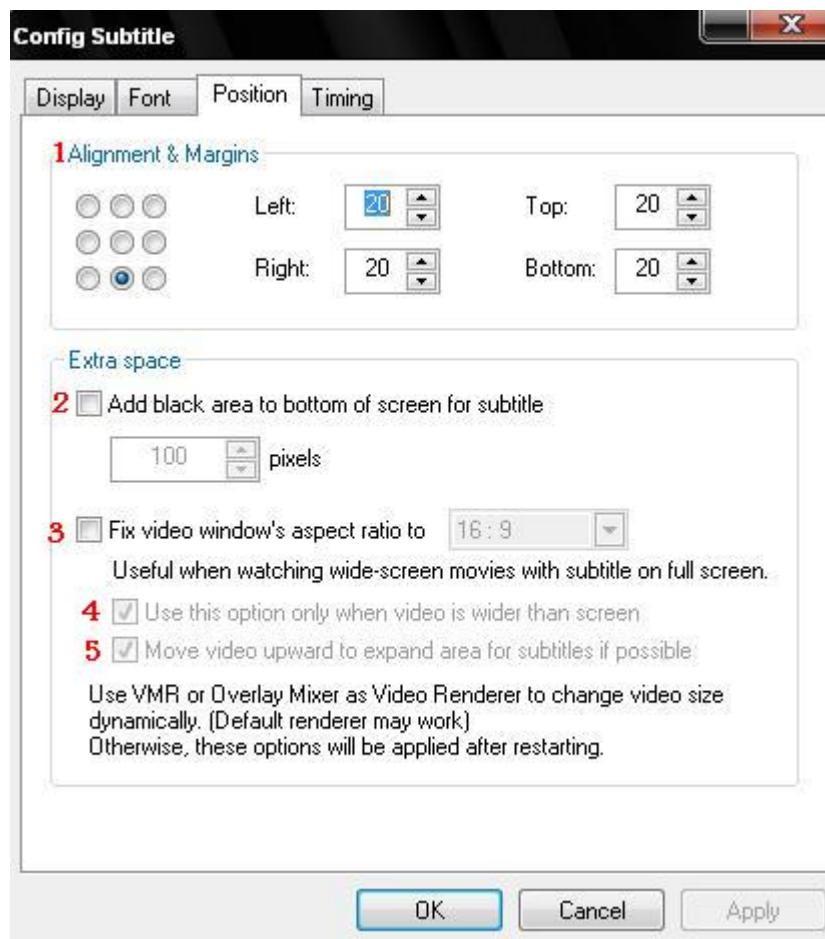 Config Subtitle
Display Font Position Timing
1 Alignment & Margins
Left: 20 Top: 20
Right: 20 Bottom: 20
Extra space
2 Add black area to bottom of screen for subtitle
100 pixels
3 Fix video window's aspect ratio to 16 : 9
Useful when watching wide-screen movies with subtitle on full screen.
4 Use this option only when video is wider than screen
5 Move video upward to expand area for subtitles if possible
Use VMR or Overlay Mixer as Video Renderer to change video size
dynamically. (Default renderer may work)
Otherwise, these options will be applied after restarting.
OK Cancel Apply